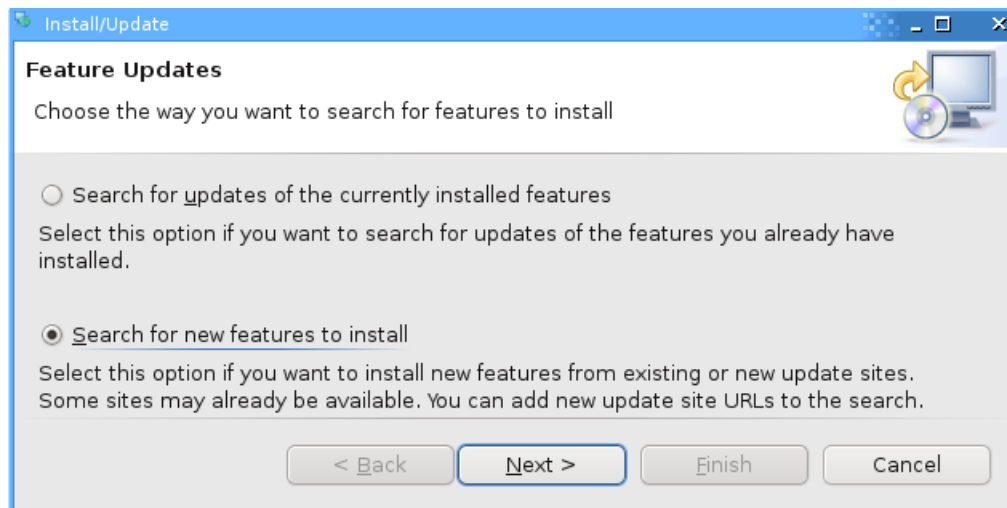 Install/Update
Feature Updates
Choose the way you want to search for features to install
Search for updates of the currently installed features
Select this option if you want to search for updates of the features you already have
installed.
Search for new features to install
Select this option if you want to install new features from existing or new update sites.
Some sites may already be available. You can add new update site URLs to the search.
< Back Next > Finish Cancel